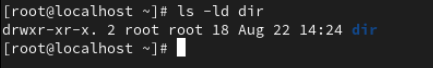 [root@localhost ~]# ls -ld dir
drwxr-xr-x. 2 root root 18 Aug 22 14:24 dir
[root@localhost ~]#